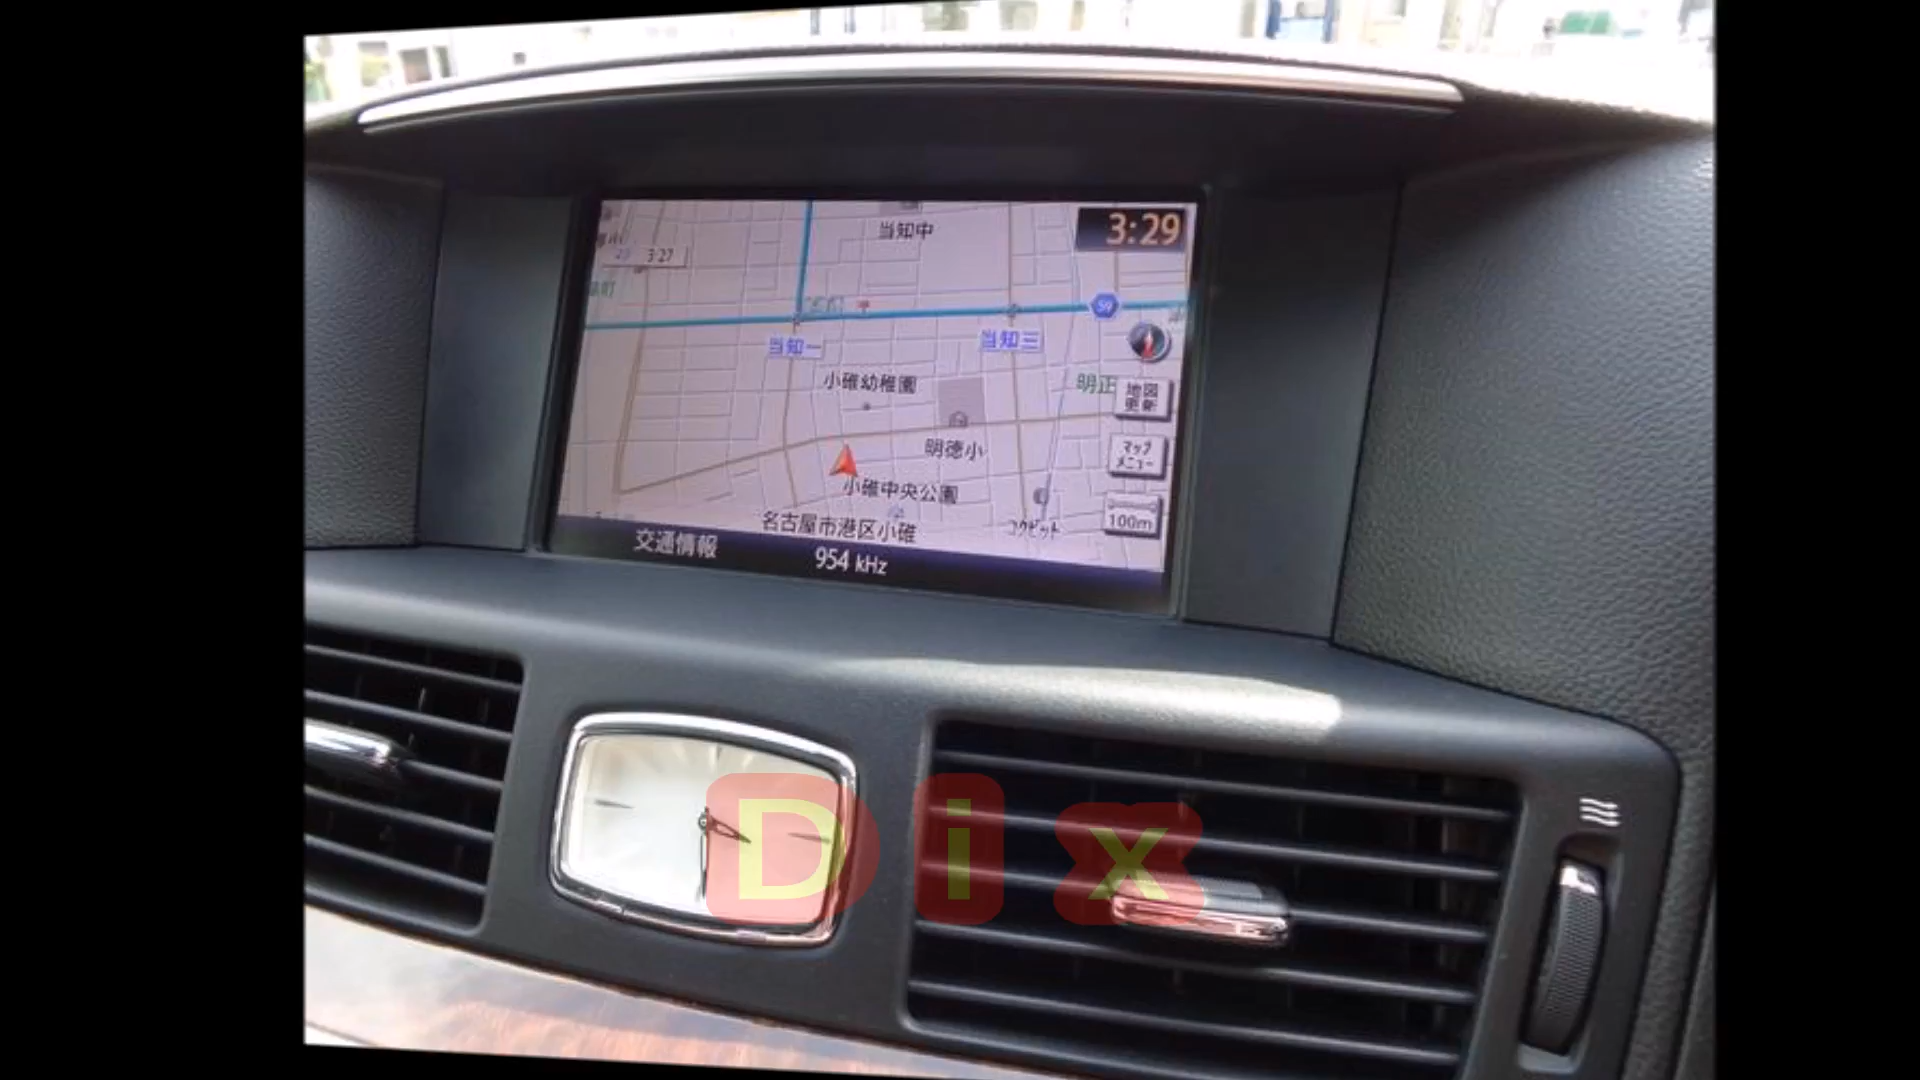 当知中
3:29
3:27
59
当知一
当知三
小碓幼稚園
明正
地図
更新
明徳小
マップ
メニュー
小碓中央公園
100m
名古屋市港区小碓
コクピット
交通情報
954 kHz
Dix